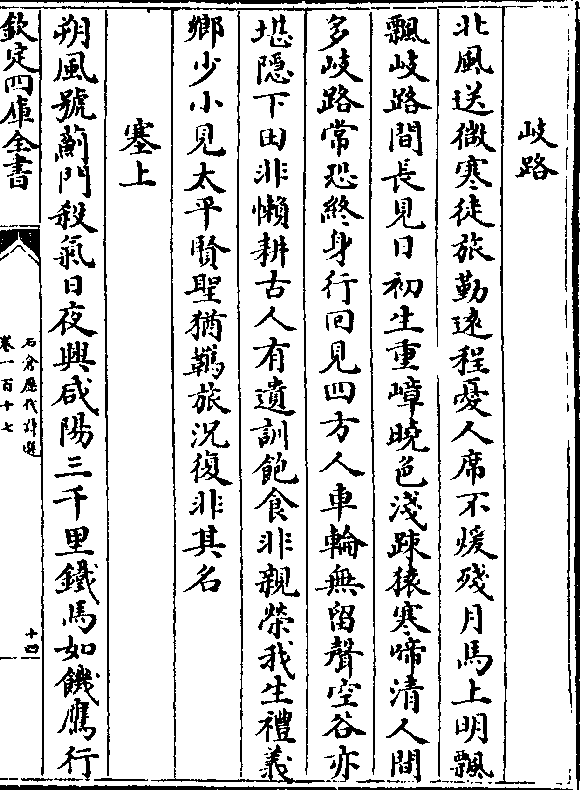 岐路
北風送微寒徒旅勤遠程憂人席不煖殘月馬上明飄
飄岐路間長見日初生重嶂曉色淺踈猿寒啼清人間
多岐路常恐終身行回見四方人車輪無留聲空谷亦
堪隱下田非懶耕古人有遺訓飽食非親榮我生禮義
鄉少小見太平賢聖猶羈旅況復非其名
塞上
朔風號薊門殺氣日夜興咸陽三千里鐵馬如饑鷹行
欽定四庫全書
石倉歷代詩選
卷一百十七
十四